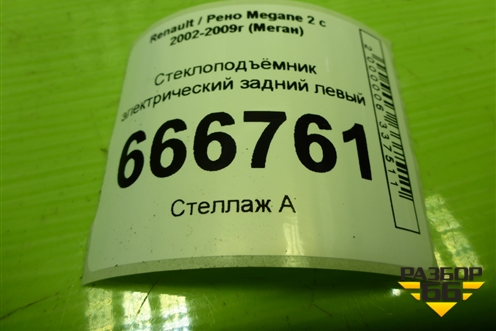 Renault / Рено Megane 2 с
2002-2009г (Меган)
Стеклоподъёмник
электрический задний левый
666761
Стеллаж А
РАЗБОР
66